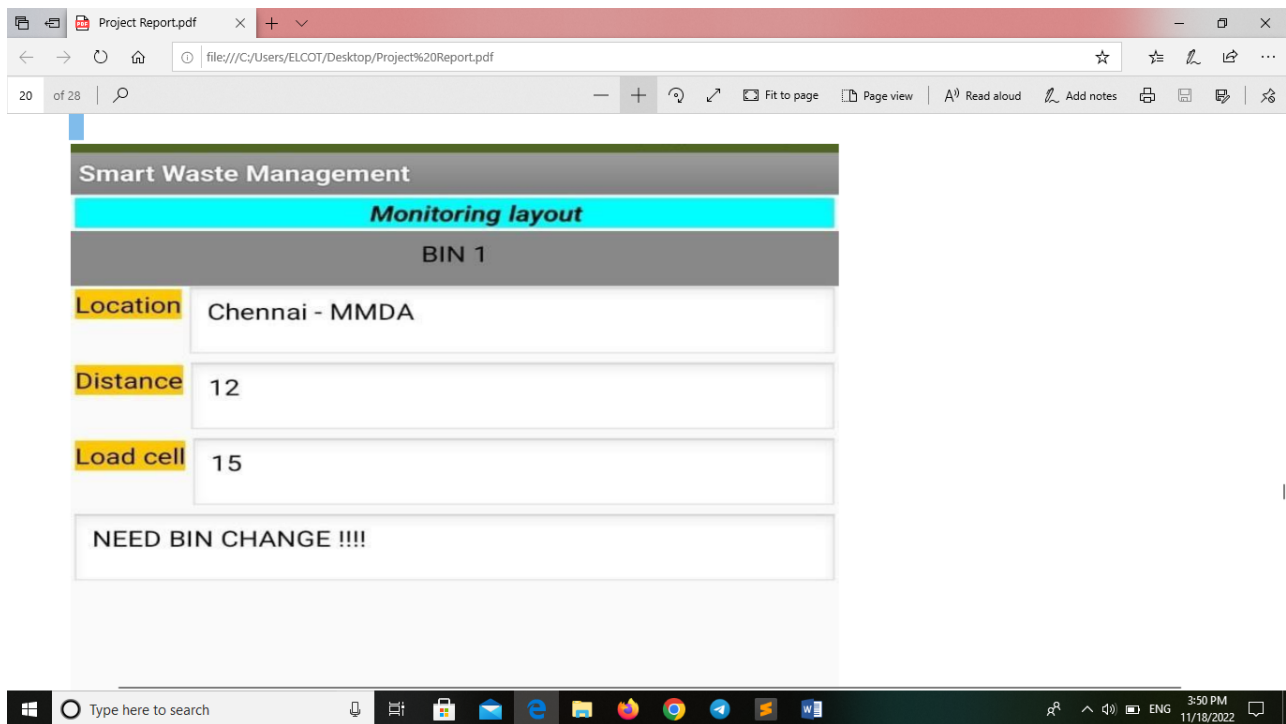 Project Report.pdf
file:///C:/Users/ELCOT/Desktop/Project%20Report.pdf
20 of 28 Fit to page Page view Read aloud Add notes
Smart Waste Management
Monitoring layout
BIN 1
Location Chennai - MMDA
Distance 12
Load cell 15
NEED BIN CHANGE !!!!
Type here to search ENG 3:50 PM
11/18/2022